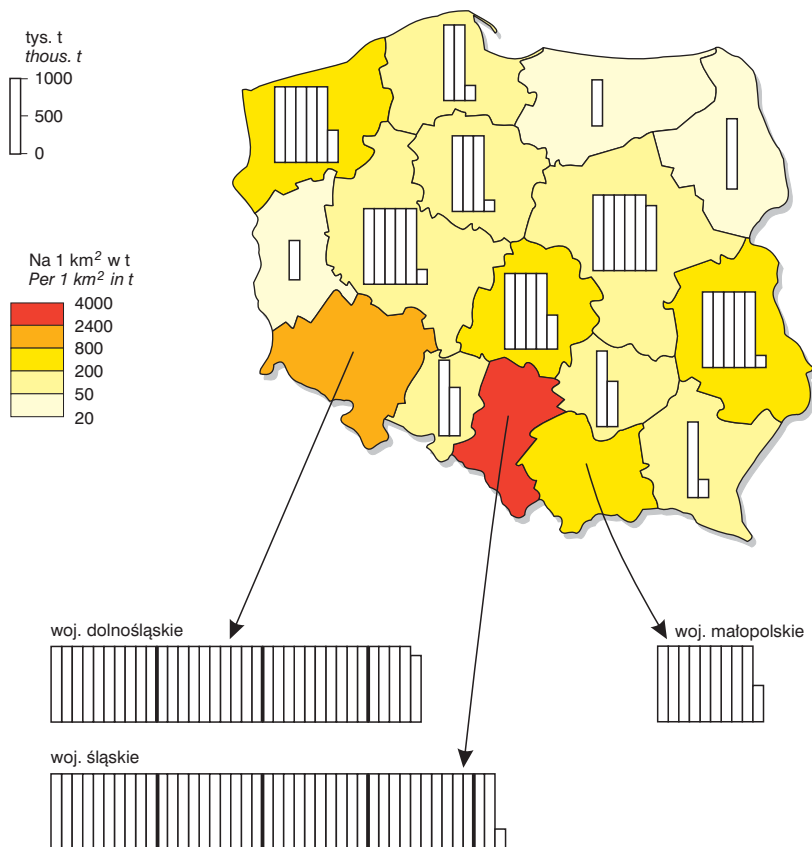 tys. t
thous. t
1000
500
0
Na 1 km² w t
Per 1 km² in t
4000
2400
800
200
50
20
woj. dolnośląskie
woj. małopolskie
woj. śląskie